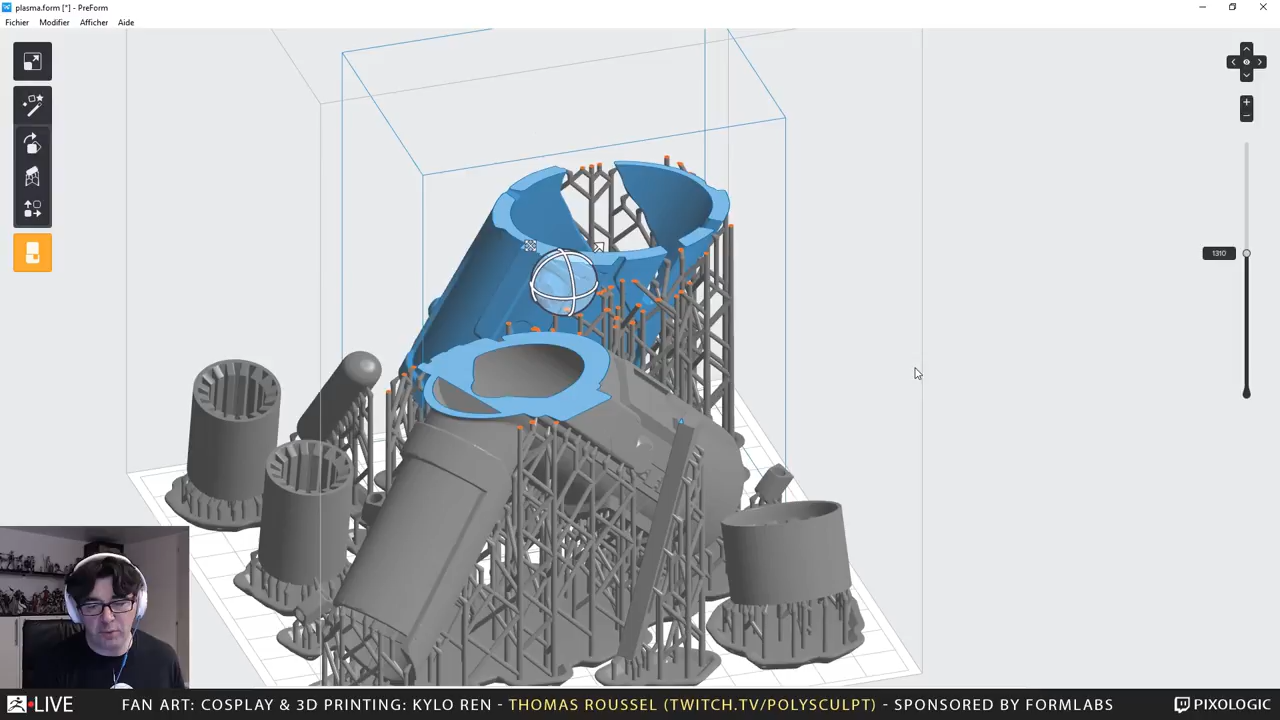 plasma.form [*] - PreForm
Fichier Modifier Afficher Aide
1310
LIVE FAN ART: COSPLAY & 3D PRINTING: KYLO REN - THOMAS ROUSSEL (TWITCH.TV/POLYSCULPT) - SPONSORED BY FORMLABS PIXOLOGIC